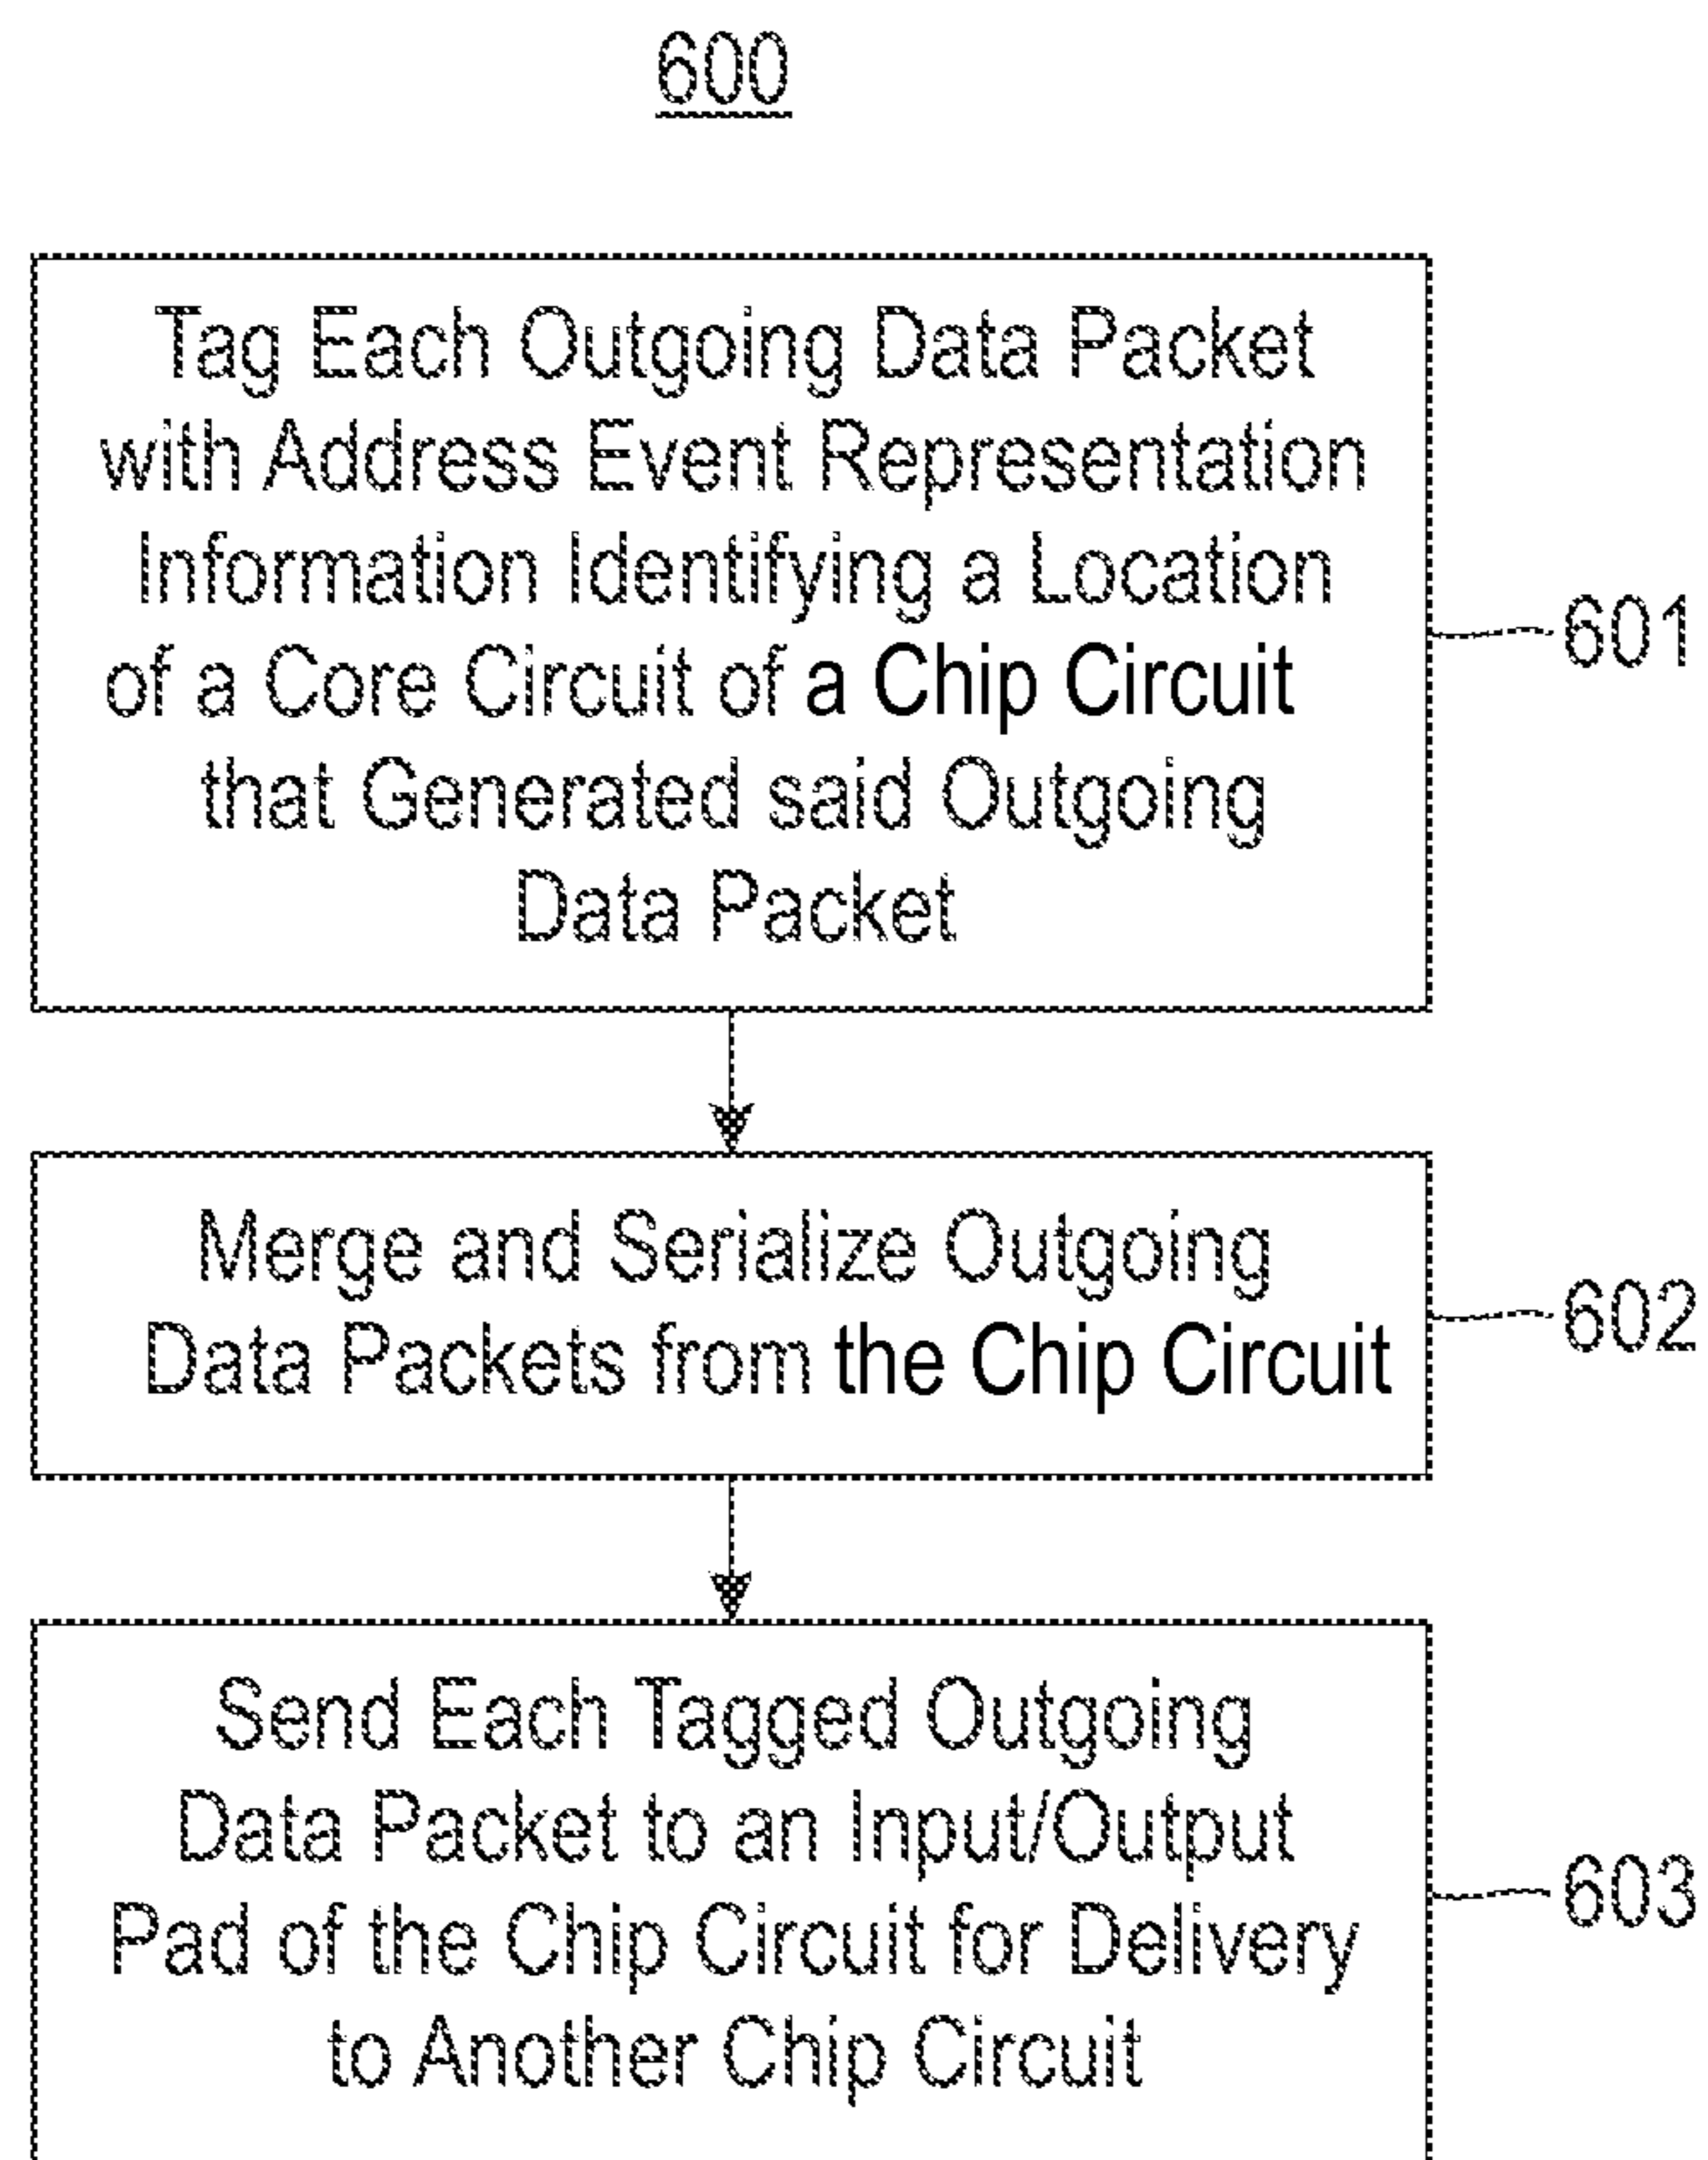 600
Tag Each Outgoing Data Packet
with Address Event Representation
Information Identifying a Location
of a Core Circuit of a Chip Circuit
that Generated said Outgoing
Data Packet
601
Merge and Serialize Outgoing
Data Packets from the Chip Circuit
602
Send Each Tagged Outgoing
Data Packet to an Input/Output
Pad of the Chip Circuit for Delivery
to Another Chip Circuit
603